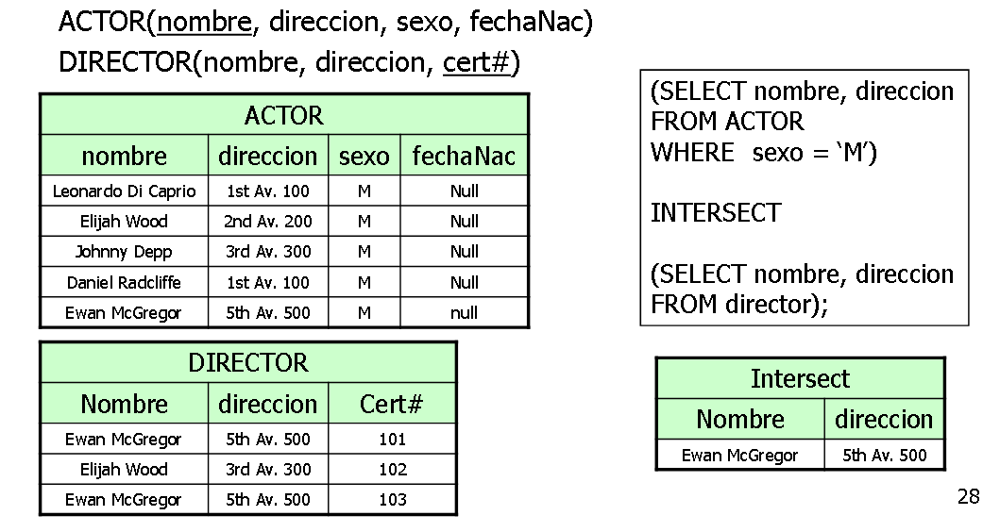 ACTOR(nombre, direccion, sexo, fechaNac)
DIRECTOR(nombre, direccion, cert#)
ACTOR
nombre direccion sexo fechaNac
Leonardo Di Caprio 1st Av. 100 M Null
Elijah Wood 2nd Av. 200 M Null
Johnny Depp 3rd Av. 300 M Null
Daniel Radcliffe 1st Av. 100 M Null
Ewan McGregor 5th Av. 500 M null
DIRECTOR
Nombre direccion Cert#
Ewan McGregor 5th Av. 500 101
Elijah Wood 3rd Av. 300 102
Ewan McGregor 5th Av. 500 103
(SELECT nombre, direccion
FROM ACTOR
WHERE sexo = ‘M’)
INTERSECT
(SELECT nombre, direccion
FROM director);
Intersect
Nombre direccion
Ewan McGregor 5th Av. 500
28